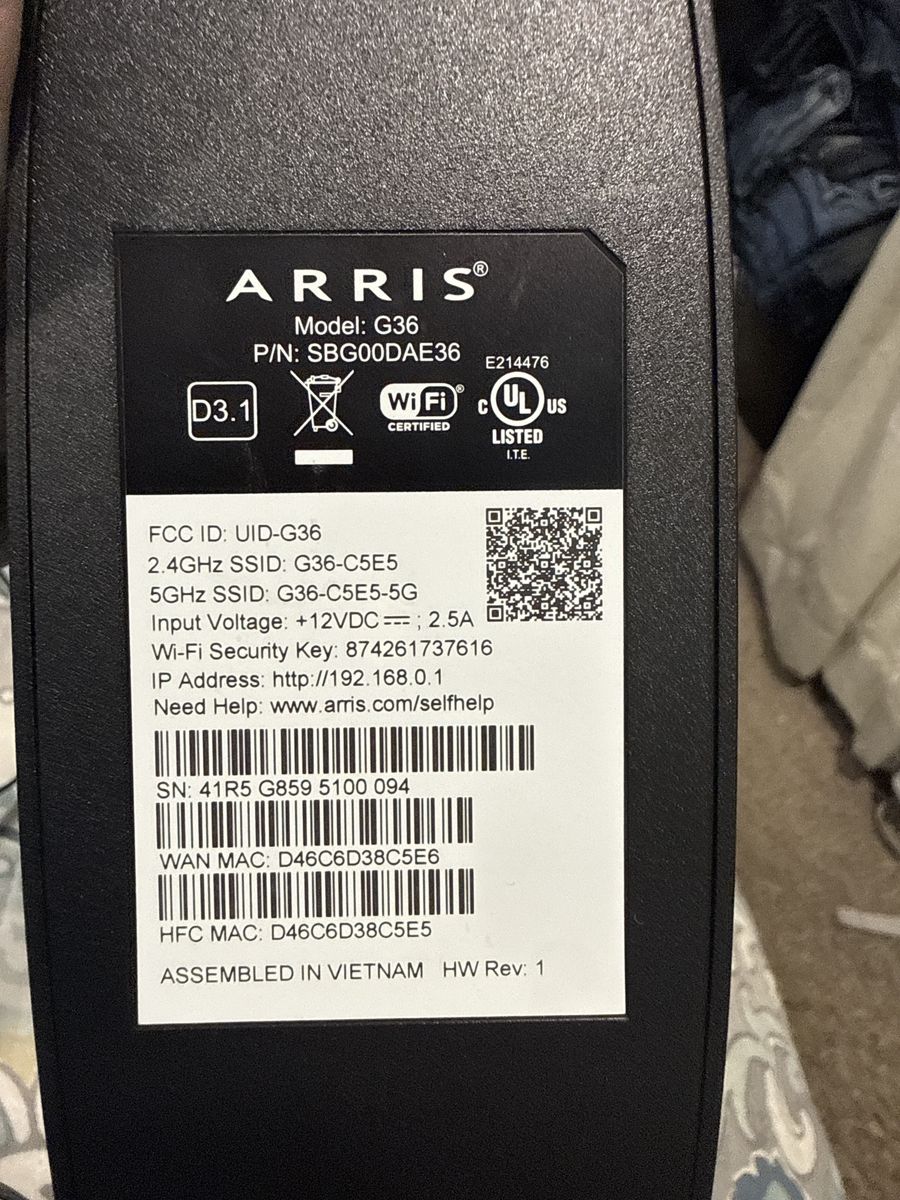 ARRIS®
Model: G36
P/N: SBG00DAE36
D3.1
Wi Fi®
CERTIFIED
E214476
C UL US
LISTED
I.T.E.
FCC ID: UID-G36
2.4GHz SSID: G36-C5E5
5GHz SSID: G36-C5E5-5G
Input Voltage: +12VDC⎓; 2.5A
Wi-Fi Security Key: 874261737616
IP Address: http://192.168.0.1
Need Help: www.arris.com/selfhelp
SN: 41R5 G859 5100 094
WAN MAC: D46C6D38C5E6
HFC MAC: D46C6D38C5E5
ASSEMBLED IN VIETNAM HW Rev: 1